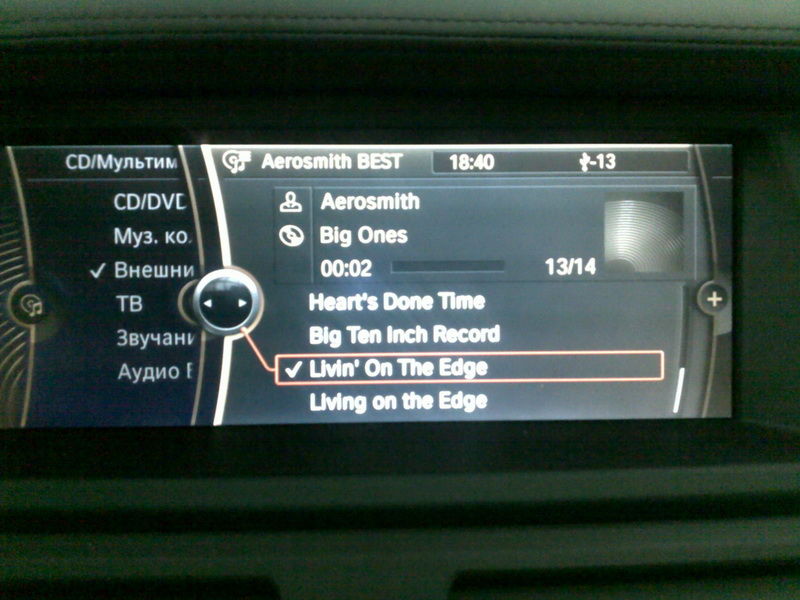 CD/Мультим
CD/DVD
Муз. ко
Внешни
ТВ
Звучани
Аудио
Aerosmith BEST
18:40
-13
Aerosmith
Big Ones
00:02
13/14
Heart's Done Time
Big Ten Inch Record
Livin' On The Edge
Living on the Edge